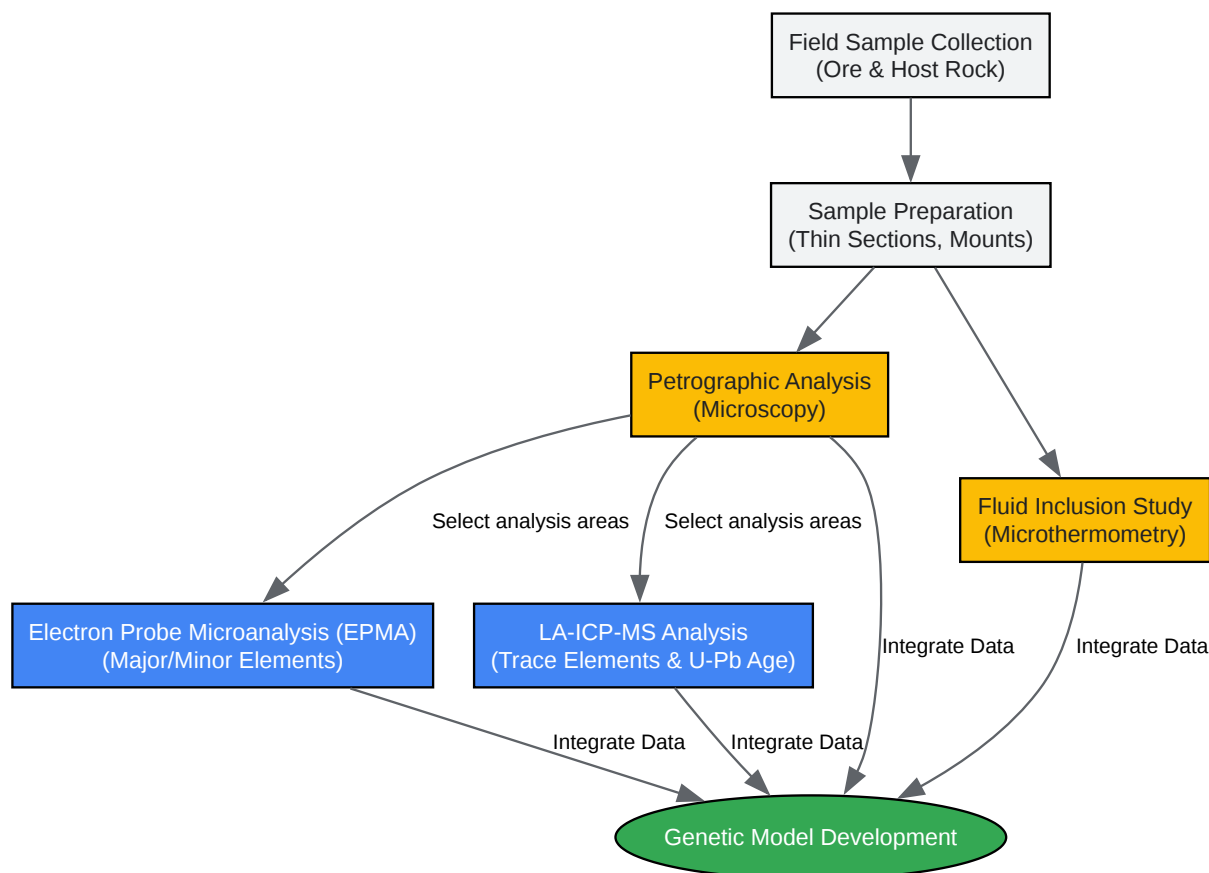 Field Sample Collection
(Ore & Host Rock)
Sample Preparation
(Thin Sections, Mounts)
Petrographic Analysis
(Microscopy)
Fluid Inclusion Study
(Microthermometry)
Select analysis areas
Select analysis areas
Electron Probe Microanalysis (EPMA)
(Major/Minor Elements)
LA-ICP-MS Analysis
(Trace Elements & U-Pb Age)
Integrate Data
Integrate Data
Integrate Data
Integrate Data
Genetic Model Development